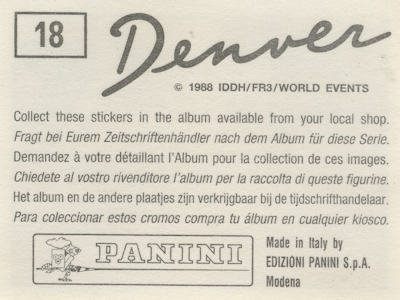 18
Denver
© 1988 IDDH/FR3/WORLD EVENTS
Collect these stickers in the album available from your local shop.
Fragt bei Eurem Zeitschriftenhändler nach dem Album für diese Serie.
Demandez à votre détaillant l'Album pour la collection de ces images.
Chiedete al vostro rivenditore l'album per la raccolta di queste figurine.
Het album en de andere plaatjes zijn verkrijgbaar bij de tijdschrifthandelaar.
Para coleccionar estos cromos compra tu álbum en cualquier kiosco.
PANINI
Made in Italy by
EDIZIONI PANINI S.p.A.
Modena